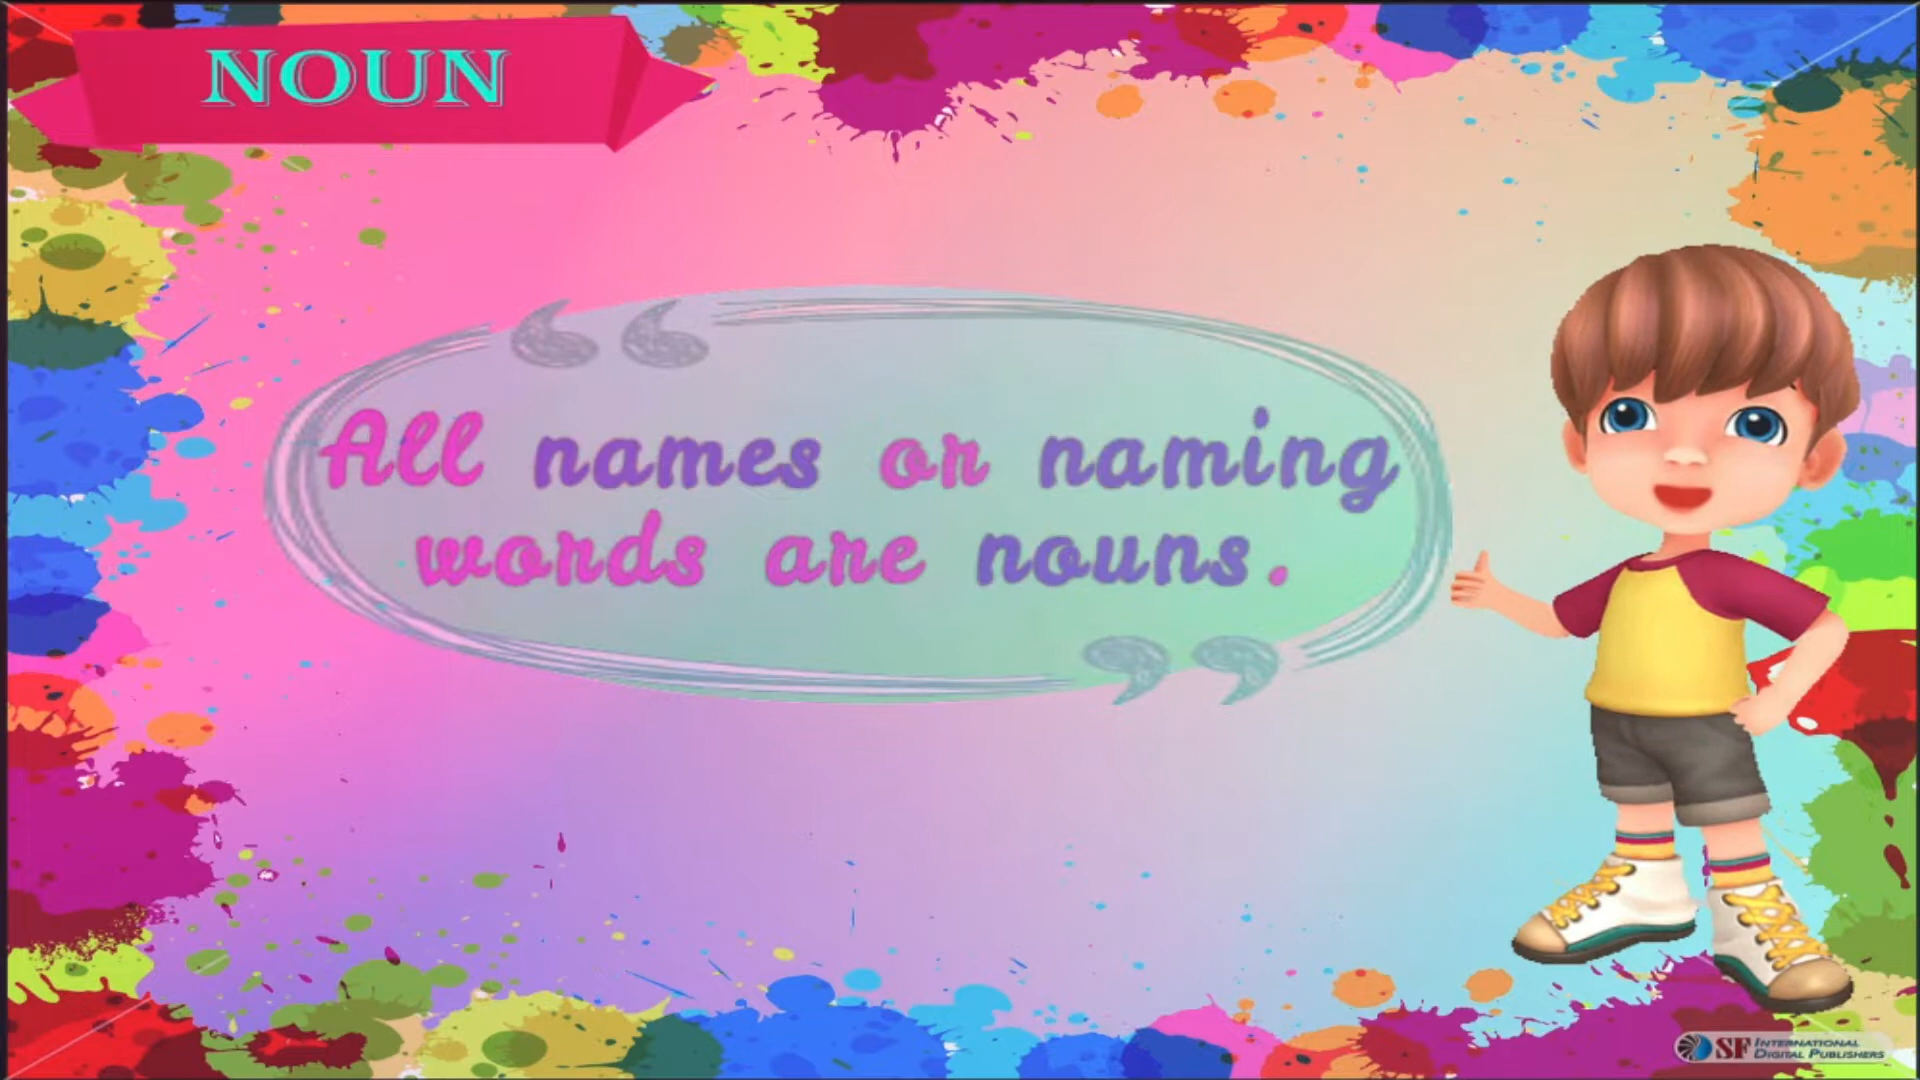 NOUN
All names or naming
words are nouns.
SF INTERNATIONAL
DIGITAL PUBLISHERS